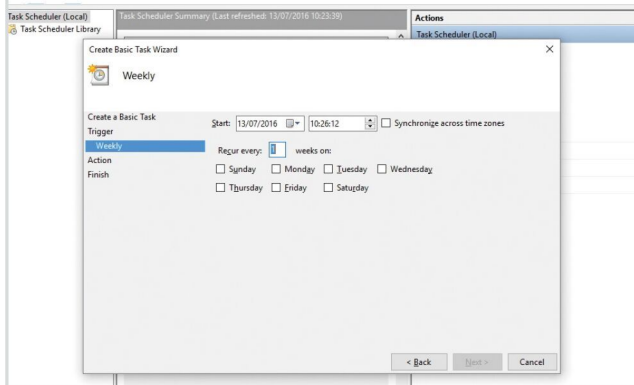 Task Scheduler (Local)
Task Scheduler Library
Task Scheduler Summary (Last refreshed: 13/07/2016 10:23:39)
Actions
Task Scheduler (Local)
Create Basic Task Wizard
Weekly
Create a Basic Task
Trigger
Weekly
Action
Finish
Start: 13/07/2016 10:26:12 Synchronize across time zones
Recur every: 1 weeks on:
Sunday Monday Tuesday Wednesday
Thursday Friday Saturday
< Back Next > Cancel